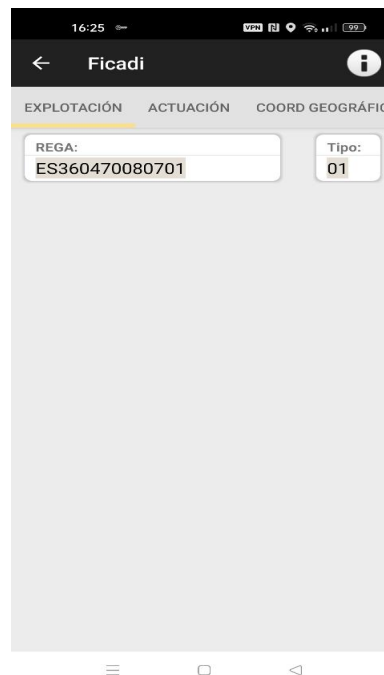 16:25 VPN 99
Ficadi
EXPLOTACIÓN ACTUACIÓN COORD GEOGRÁFIC
REGA: Tipo:
ES360470080701 01